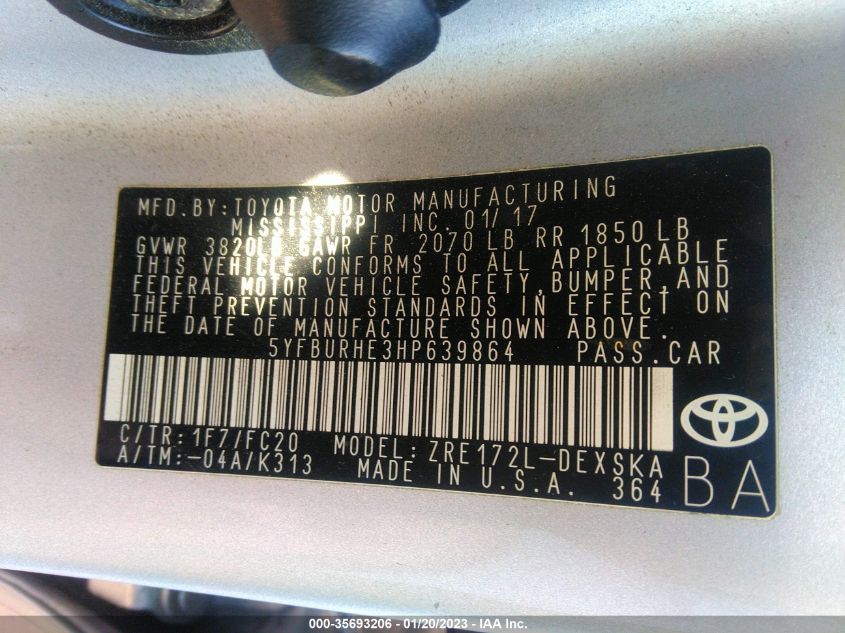 MFD.BY:TOYOTA MOTOR MANUFACTURING
MISSISSIPPI INC. 01/17
GVWR 3820LB GAWR FR 2070 LB RR 1850 LB
THIS VEHICLE CONFORMS TO ALL APPLICABLE
FEDERAL MOTOR VEHICLE SAFETY,BUMPER,AND
THEFT PREVENTION STANDARDS IN EFFECT ON
THE DATE OF MANUFACTURE SHOWN ABOVE.
5YFBURHE3HP639864 PASS.CAR
C/TR:1F7/FC20 MODEL:ZRE172L-DEXSKA
A/TM:-04A/K313 MADE IN U.S.A. 364
BA
000-35693206 / 01/20/2023 / ©IAA Inc.